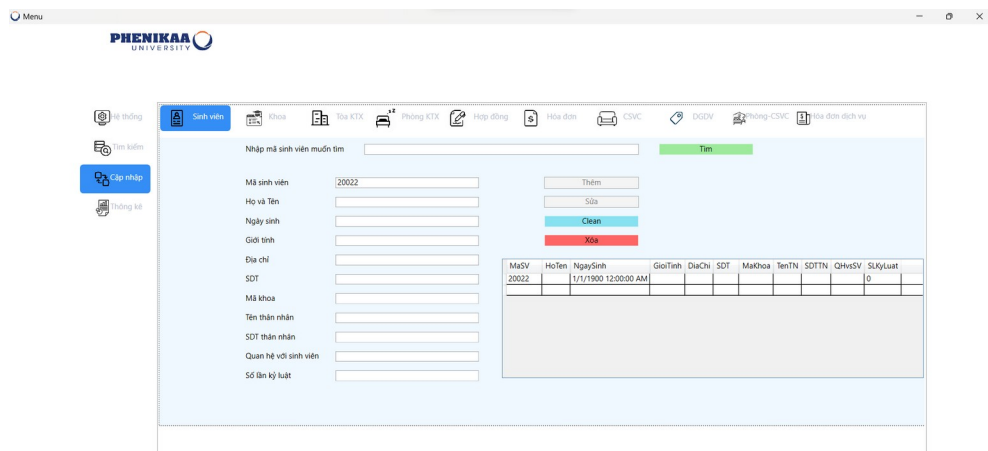 Menu
PHENIKAA
UNIVERSITY
Hệ thống
Sinh viên
Khoa
Tòa KTX
Phòng KTX
Hợp đồng
Hóa đơn
CSVC
DGDV
Phòng-CSVC
Hóa đơn dịch vụ
Nhập mã sinh viên muốn tìm
Tìm
Tìm kiếm
Cập nhập
Thống kê
Mã sinh viên
20022
Thêm
Họ và Tên
Sửa
Ngày sinh
Clean
Giới tính
Xóa
Địa chỉ
SDT
Mã khoa
Tên thân nhân
SDT thân nhân
Quan hệ với sinh viên
Số lần kỷ luật
MaSV HoTen NgaySinh GioiTinh DiaChi SDT MaKhoa TenTN SDTTN QHvsSV SLKyLuat
20022 1/1/1900 12:00:00 AM 0